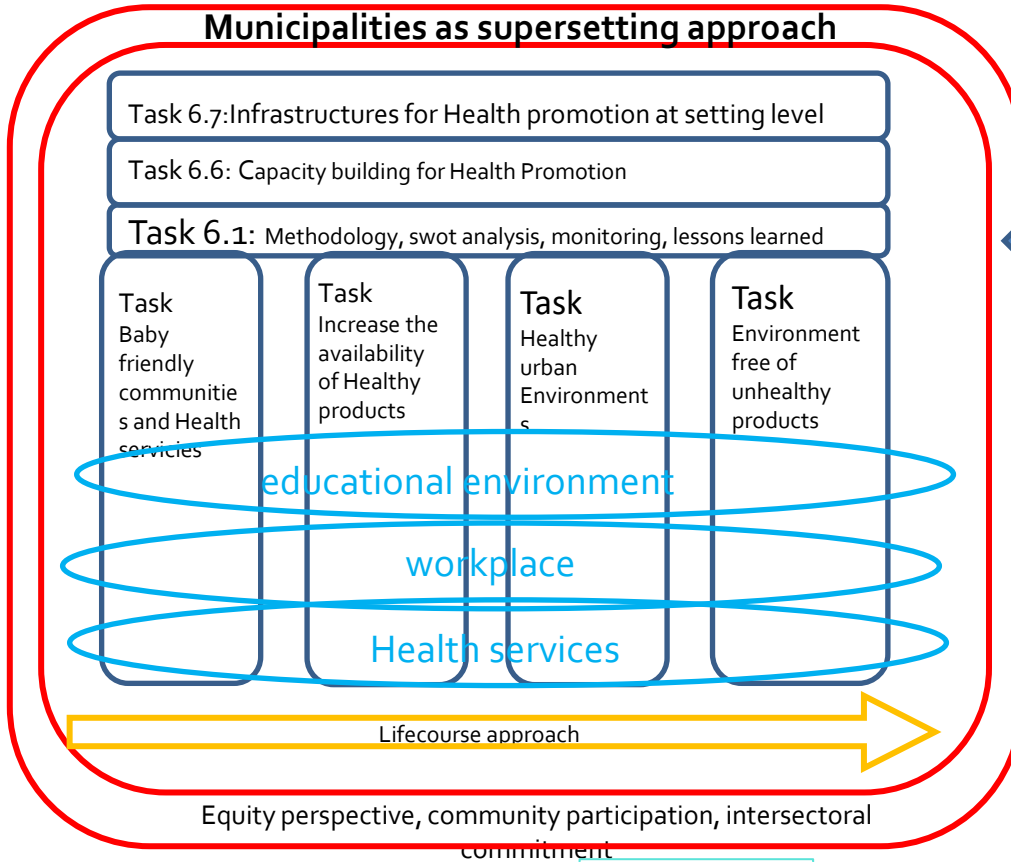 Municipalities as supersetting approach
Task 6.7:Infrastructures for Health promotion at setting level
Task 6.6: Capacity building for Health Promotion
Task 6.1: Methodology, swot analysis, monitoring, lessons learned
Task
Baby
friendly
communitie
s and Health
servicies
Task
Increase the
availability
of Healthy
products
Task
Healthy
urban
Environment
s
Task
Environment
free of
unhealthy
products
educational environment
workplace
Health services
Lifecourse approach
Equity perspective, community participation, intersectoral
commitment